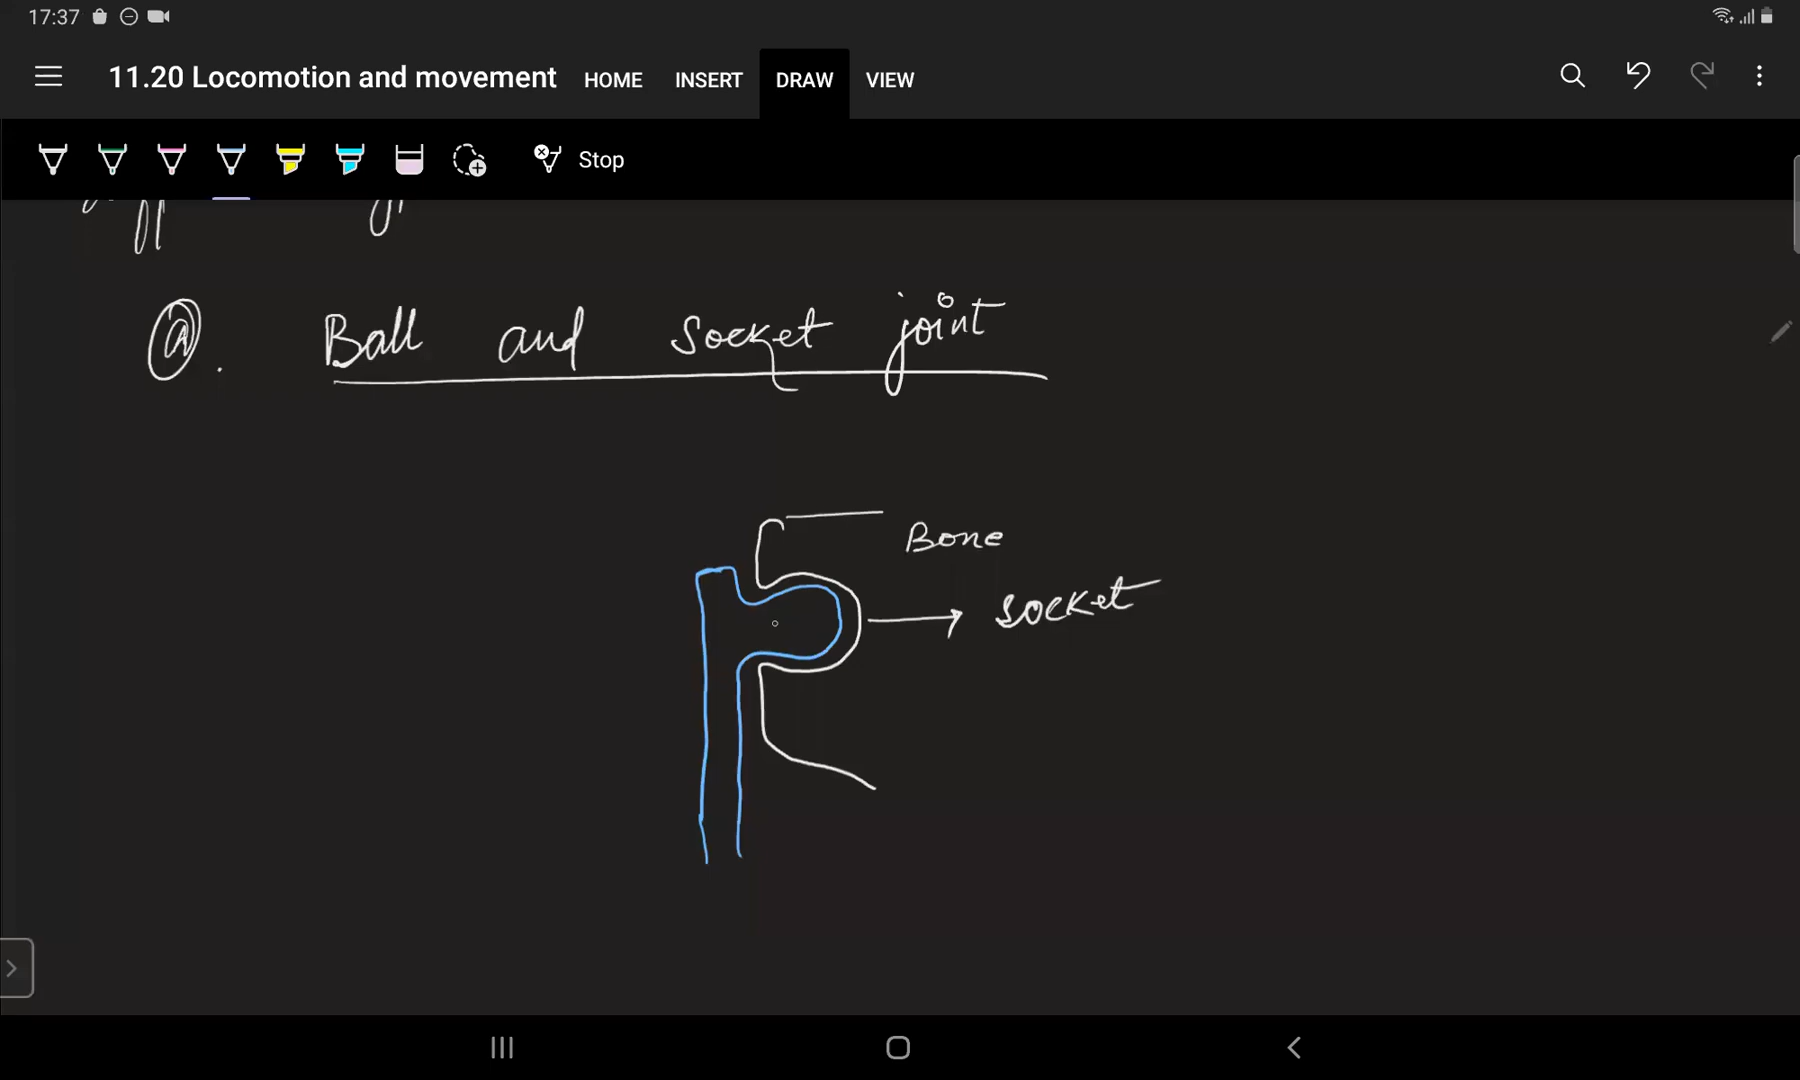 17:37
11.20 Locomotion and movement HOME INSERT DRAW VIEW
Stop
a. Ball and socket joint
Bone
socket